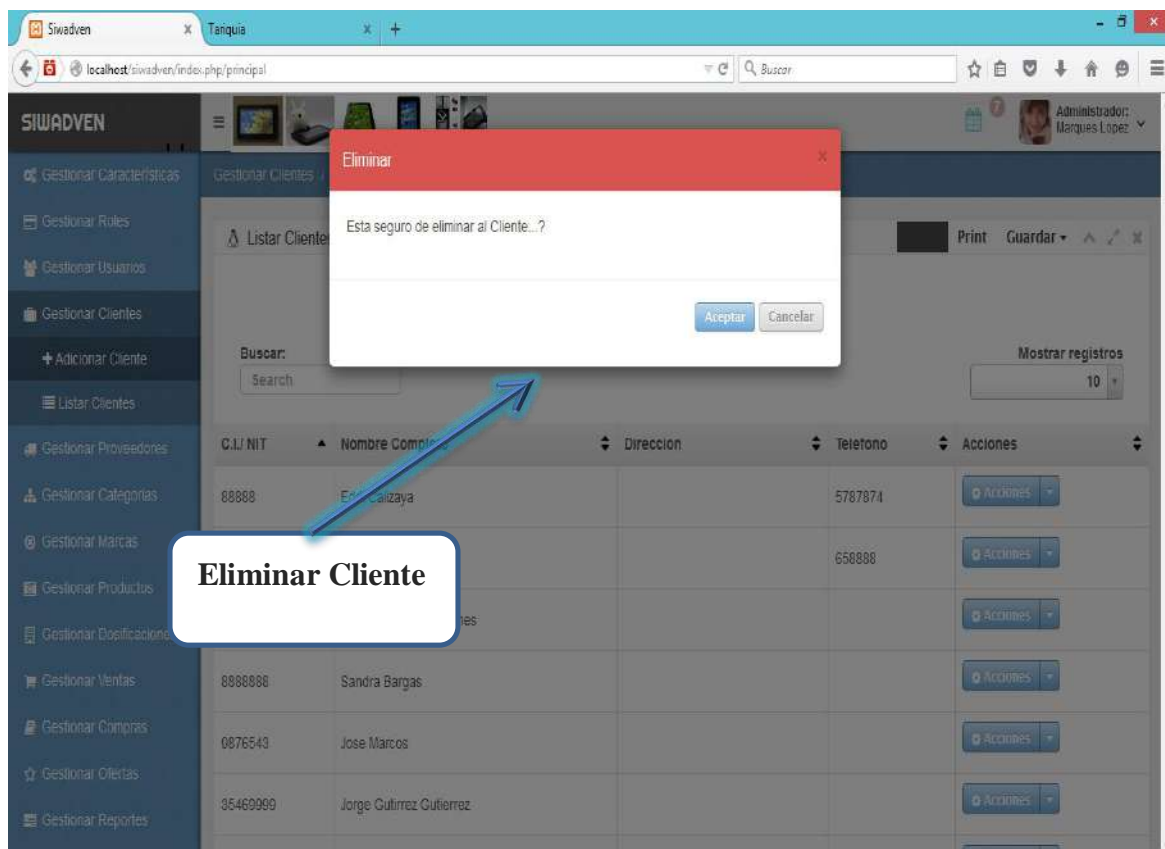 Siwadven
Tariquia
localhost/siwadven/index.php/principal
Buscar
SIWADVEN
7
Administrador:
Marques Lopez
Gestionar Características
Gestionar Clientes /
Eliminar
Gestionar Roles
Listar Cliente
Esta seguro de eliminar al Cliente...?
Print
Guardar
Gestionar Usuarios
Gestionar Clientes
Aceptar
Cancelar
Adicionar Cliente
Buscar:
Search
Mostrar registros
10
Listar Clientes
Gestionar Proveedores
C.I./ NIT
Nombre
Direccion
Telefono
Acciones
Gestionar Categorias
88888
Calizaya
5787874
Acciones
Gestionar Marcas
Eliminar Cliente
658888
Acciones
Gestionar Productos
Acciones
Gestionar
Gestionar Ventas
8888888
Sandra Bargas
Acciones
Gestionar Compras
0876543
Jose Marcos
Acciones
Gestionar Ofertas
35469999
Jorge Gutirrez Gutierrez
Acciones
Gestionar Reportes